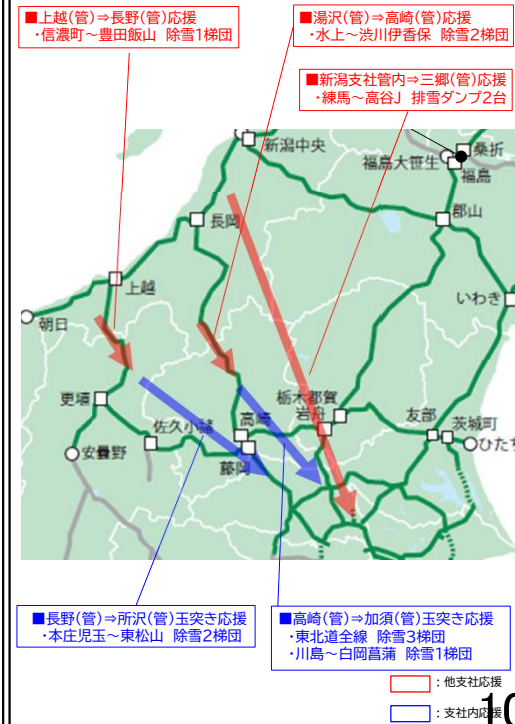 ■上越(管)⇒長野(管)応援
・信濃町～豊田飯山 除雪1梯団
■湯沢(管)⇒高崎(管)応援
・水上～渋川伊香保 除雪2梯団
■新潟支社管内⇒三郷(管)応援
・練馬～高谷J 排雪ダンプ2台
新潟中央
福島大笹生
桑折
福島
長岡
郡山
上越
いわき
朝日
更埴
佐久小諸
高崎
栃木都賀
岩舟
友部
茨城町
安曇野
藤岡
ひたち
■長野(管)⇒所沢(管)玉突き応援
・本庄児玉～東松山 除雪2梯団
■高崎(管)⇒加須(管)玉突き応援
・東北道全線 除雪3梯団
・川島～白岡菖蒲 除雪1梯団
：他支社応援
：支社内応援
10